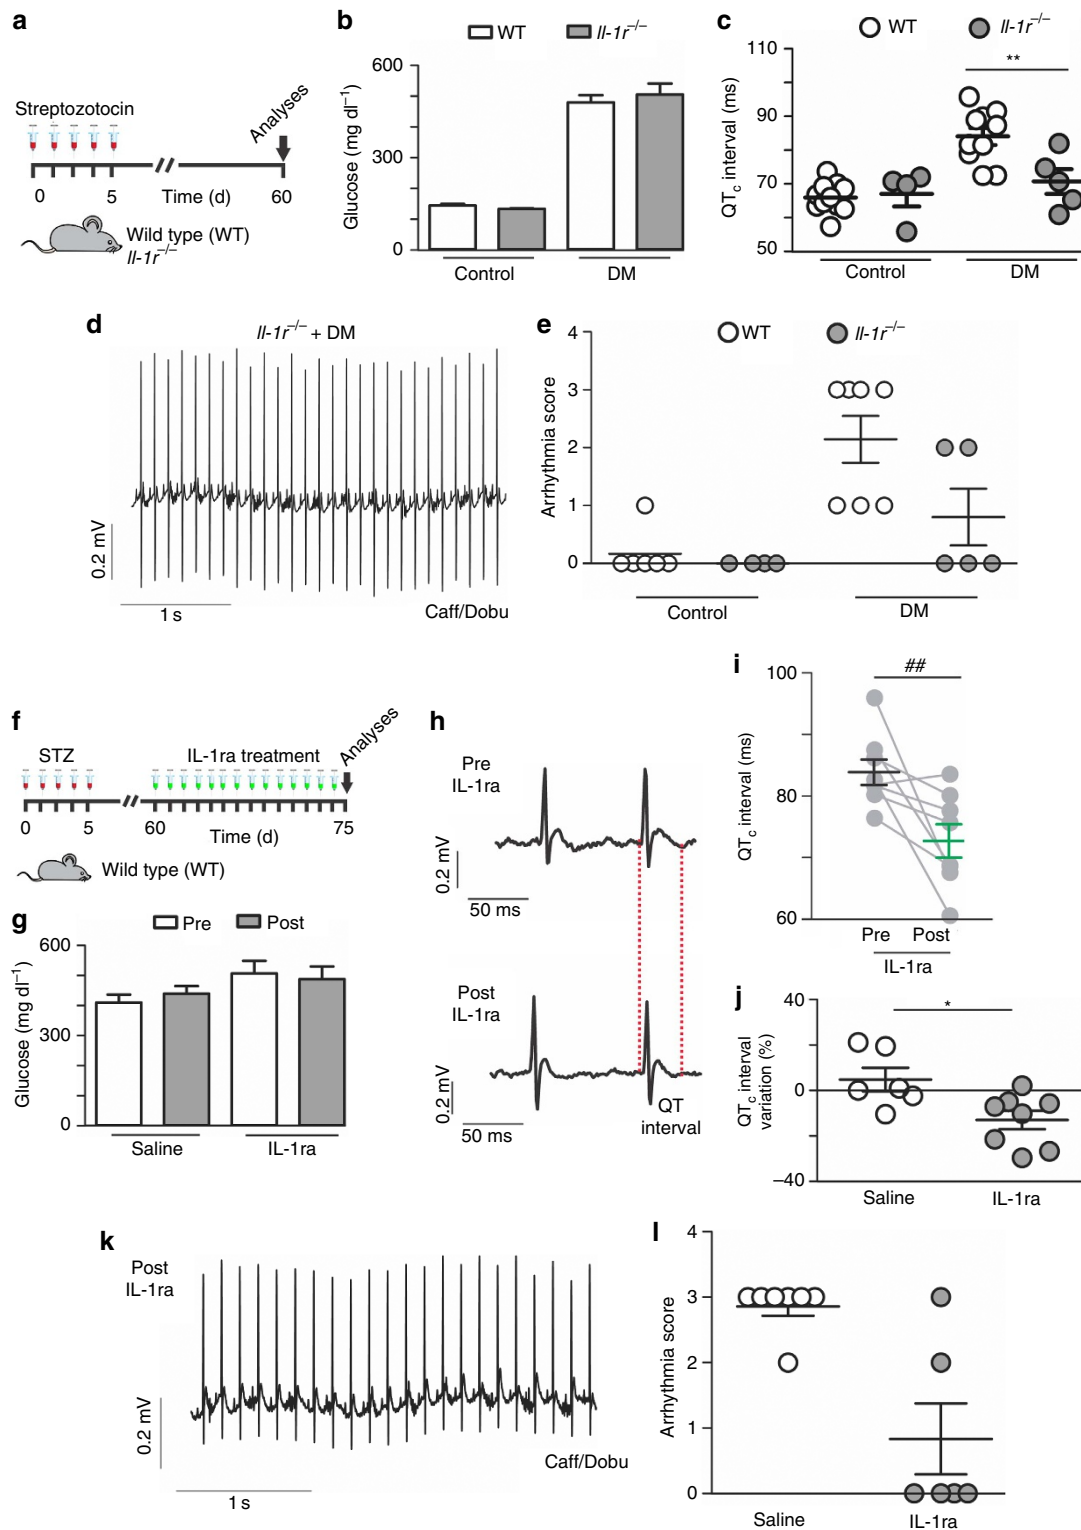 a
Streptozotocin
Analyses
0 5 60
Time (d)
Wild type (WT)
Il-1r−/−
b
WT Il-1r−/−
Glucose (mg dl−1)
600
300
0
Control DM
c
WT Il-1r−/−
QTc interval (ms)
110
90
70
50
**
Control DM
d
Il-1r−/− + DM
0.2 mV
1 s
Caff/Dobu
e
WT Il-1r−/−
Arrhythmia score
4
3
2
1
0
Control DM
f
STZ
IL-1ra treatment
Analyses
0 5 60 75
Time (d)
Wild type (WT)
g
Pre Post
Glucose (mg dl−1)
600
300
0
Saline IL-1ra
h
Pre
IL-1ra
0.2 mV
50 ms
Post
IL-1ra
0.2 mV
50 ms
QT
interval
i
##
QTc interval (ms)
100
80
60
Pre Post
IL-1ra
j
*
QTc interval
variation (%)
40
0
−40
Saline IL-1ra
k
Post
IL-1ra
0.2 mV
1 s
Caff/Dobu
l
Arrhythmia score
4
3
2
1
0
Saline IL-1ra